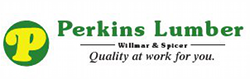 P
Perkins Lumber
Willmar & Spicer
Quality at work for you.